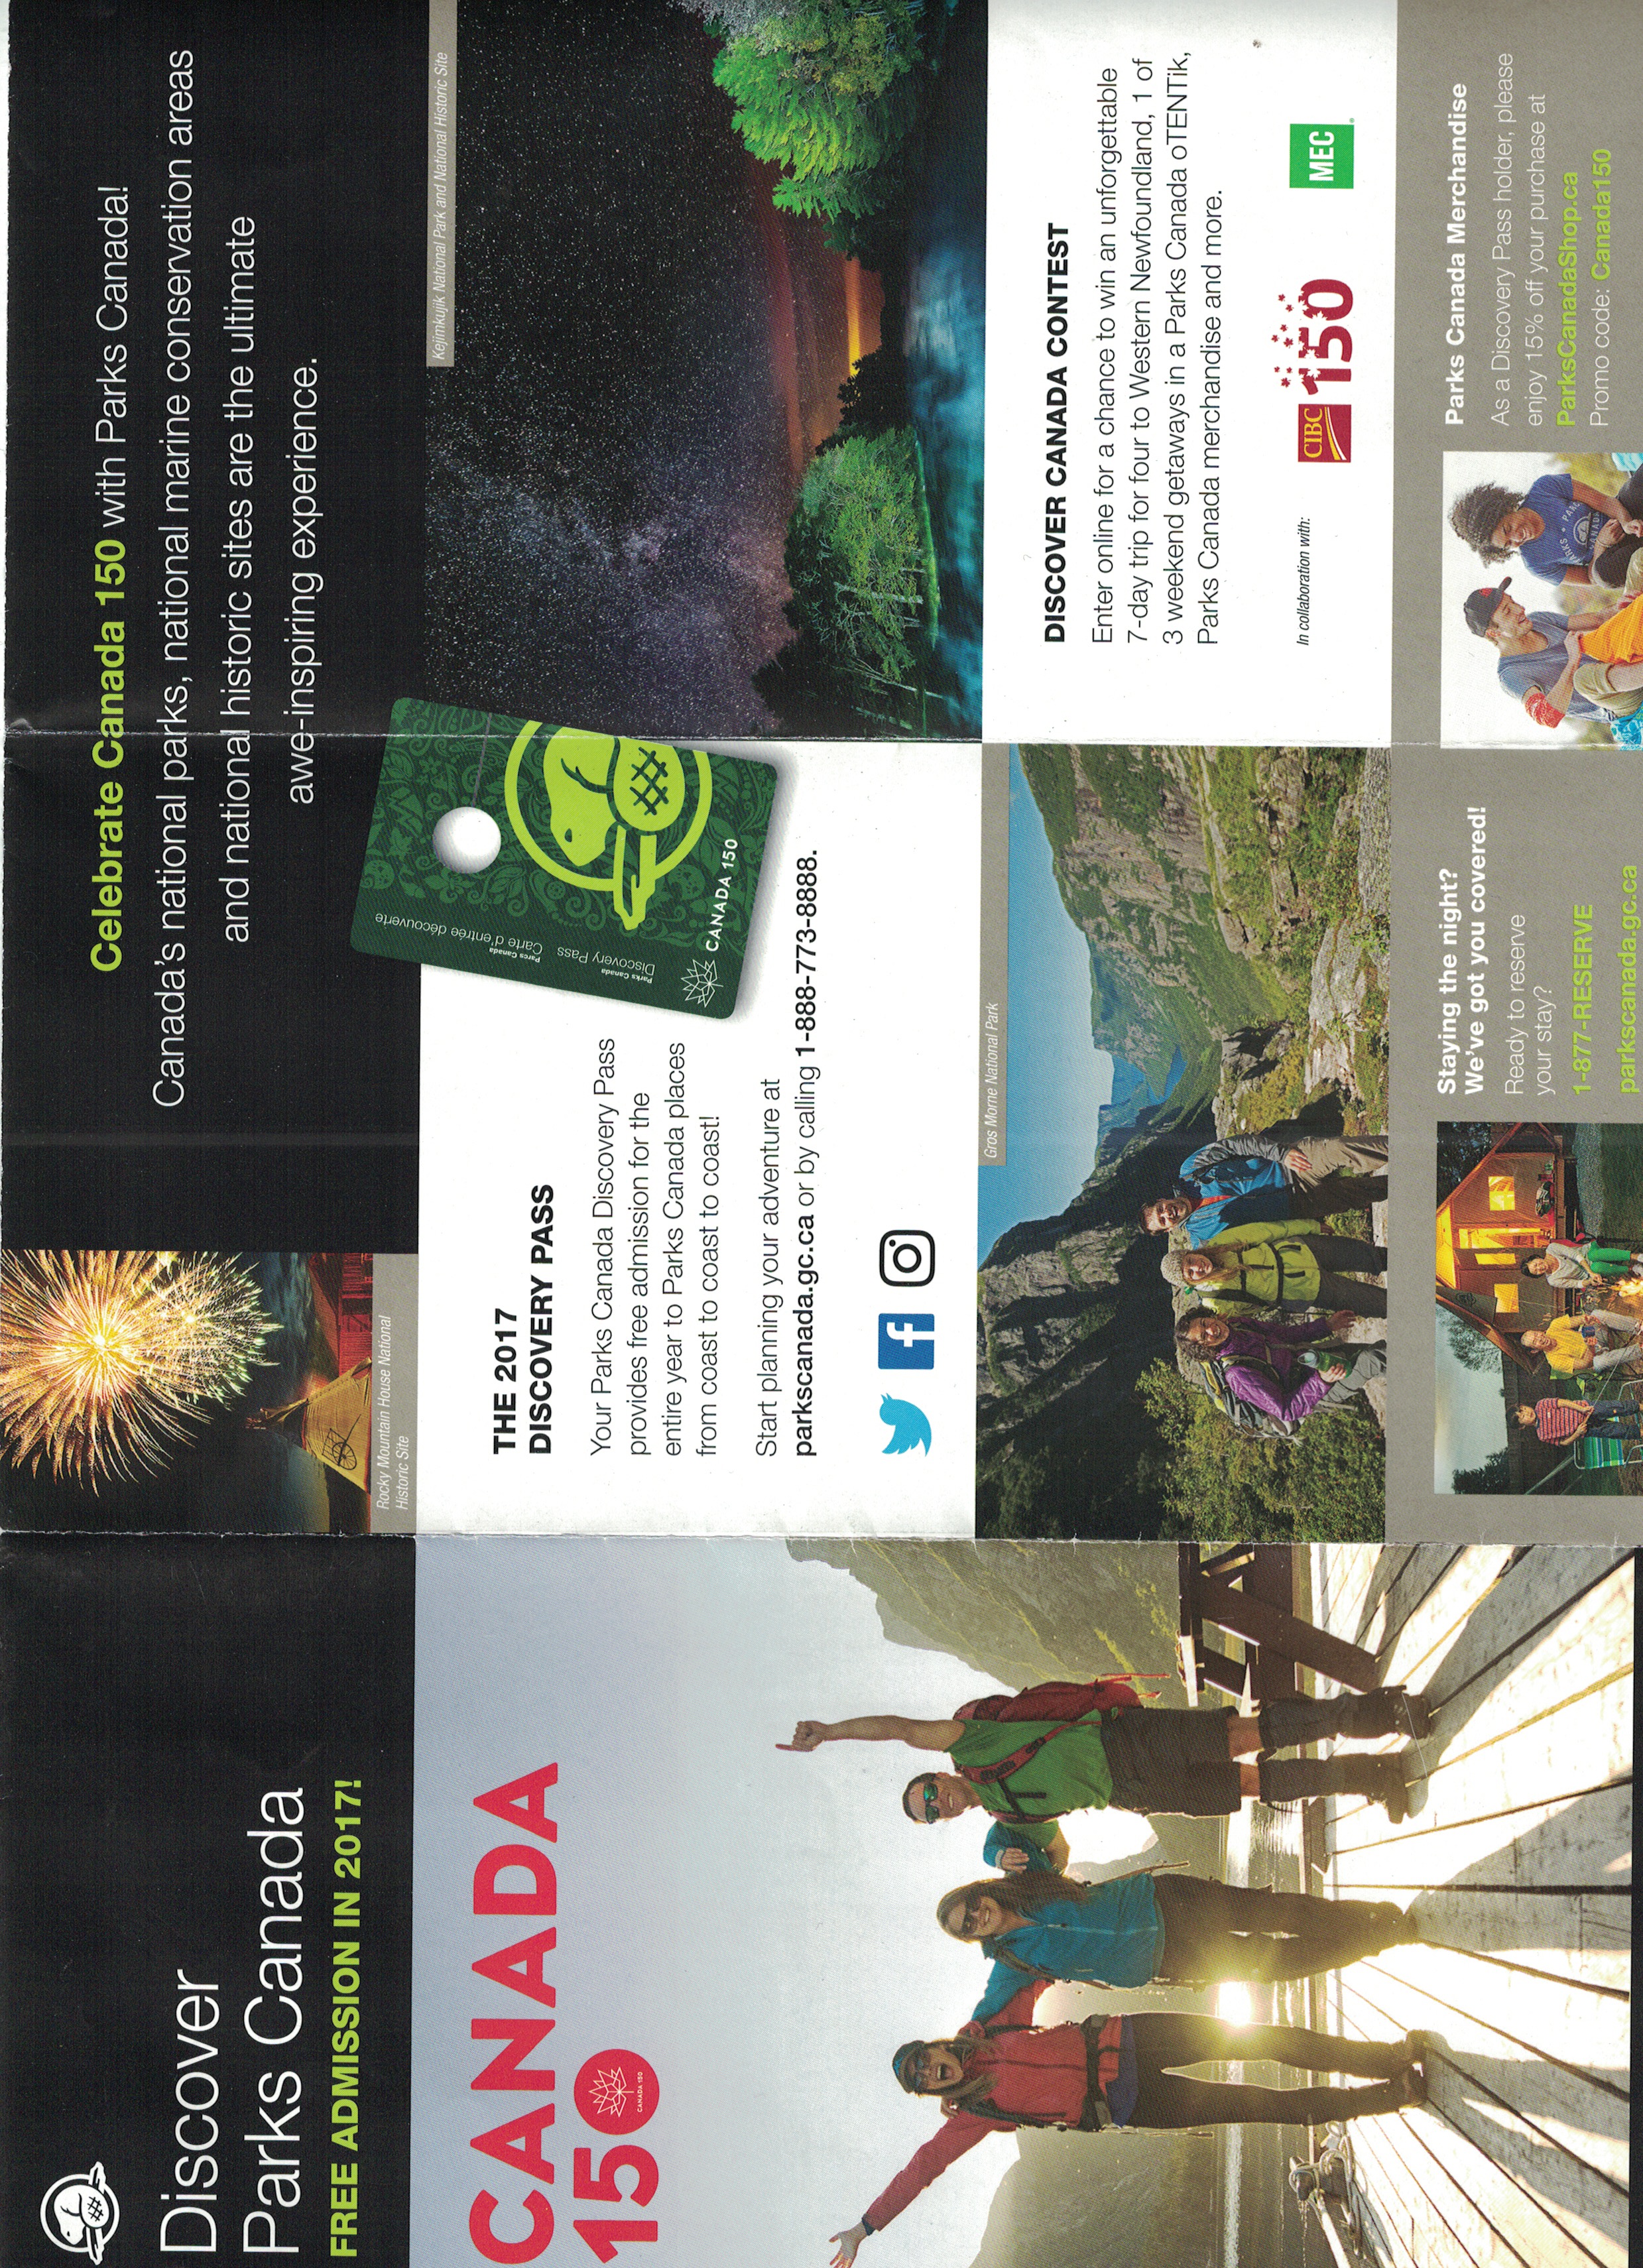 Discover
Parks Canada
FREE ADMISSION IN 2017!
CANADA
150
CANADA 150
Celebrate Canada 150 with Parks Canada!
Canada's national parks, national marine conservation areas
and national historic sites are the ultimate
awe-inspiring experience.
Rocky Mountain House National
Historic Site
Kejimkujik National Park and National Historic Site
THE 2017
DISCOVERY PASS
Your Parks Canada Discovery Pass
provides free admission for the
entire year to Parks Canada places
from coast to coast to coast!
Start planning your adventure at
parkscanada.gc.ca or by calling 1-888-773-8888.
Parks Canada
Discovery Pass
Parcs Canada
Carte d'entrée découverte
CANADA 150
Gros Morne National Park
DISCOVER CANADA CONTEST
Enter online for a chance to win an unforgettable
7-day trip for four to Western Newfoundland, 1 of
3 weekend getaways in a Parks Canada oTENTik,
Parks Canada merchandise and more.
In collaboration with:
CIBC
150
MEC
Staying the night?
We've got you covered!
Ready to reserve
your stay?
1-877-RESERVE
parkscanada.gc.ca
PARKS
CANADA
Parks Canada Merchandise
As a Discovery Pass holder, please
enjoy 15% off your purchase at
ParksCanadaShop.ca
Promo code: Canada150